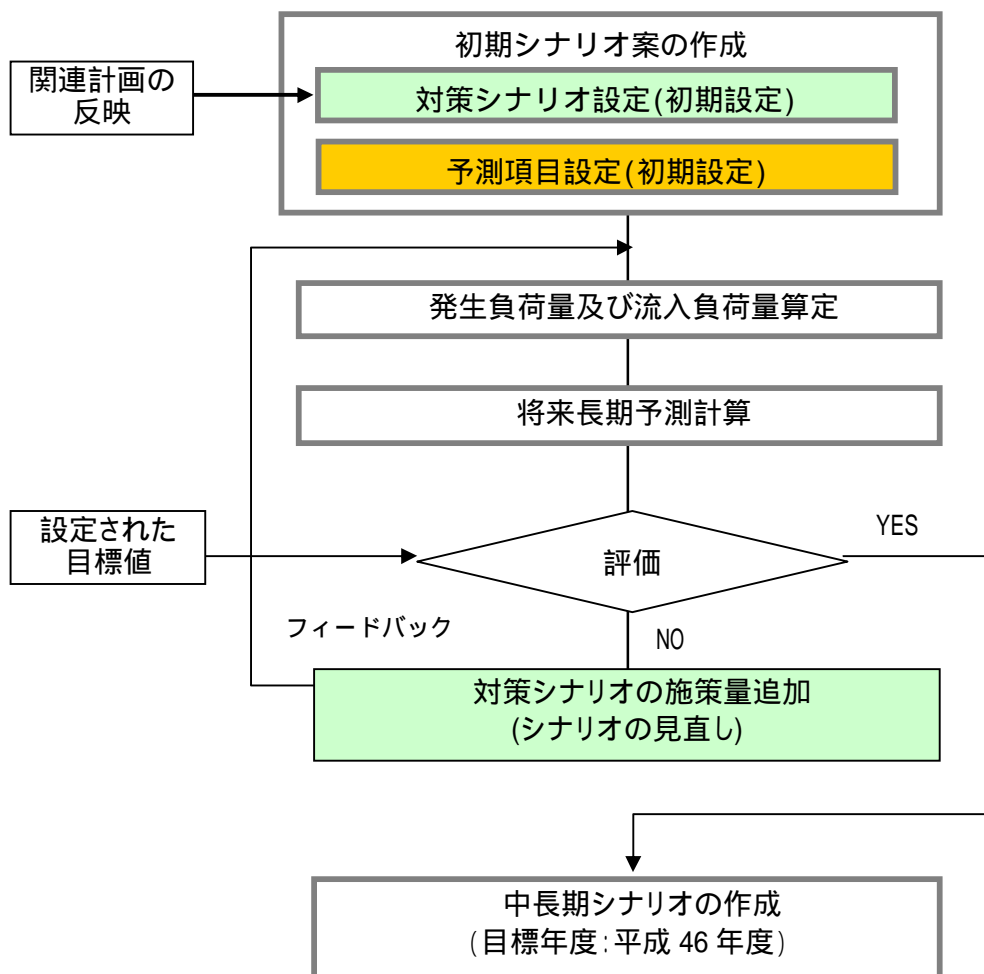 初期シナリオ案の作成
関連計画の
反映
対策シナリオ設定(初期設定)
予測項目設定(初期設定)
発生負荷量及び流入負荷量算定
将来長期予測計算
設定された
目標値
評価
YES
フィードバック
NO
対策シナリオの施策量追加
(シナリオの見直し)
中長期シナリオの作成
(目標年度:平成 46 年度)